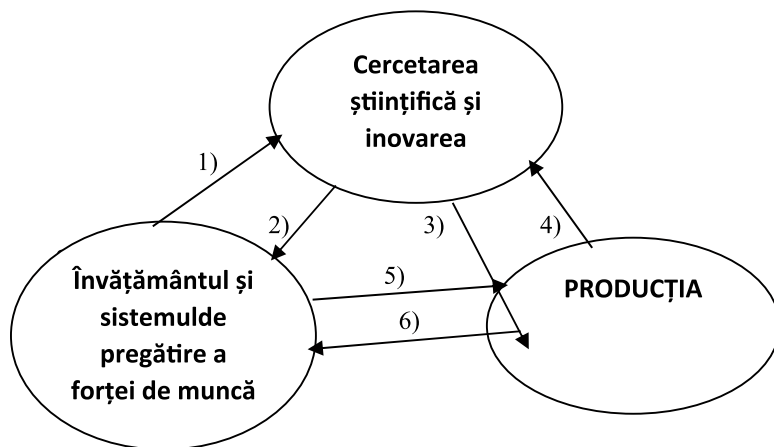 Cercetarea
științifică și
inovarea
1)
2)
3)
4)
Învățământul și
sistemulde
pregătire a
forței de muncă
5)
6)
PRODUCȚIA